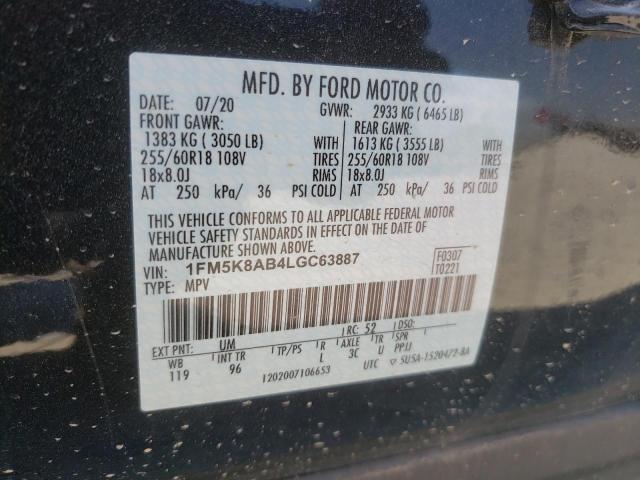 MFD. BY FORD MOTOR CO.
DATE: 07/20 GVWR: 2933 KG ( 6465 LB)
FRONT GAWR: REAR GAWR:
1383 KG ( 3050 LB) WITH 1613 KG ( 3555 LB) WITH
255/60R18 108V TIRES 255/60R18 108V TIRES
18x8.0J RIMS 18x8.0J RIMS
AT 250 kPa/ 36 PSI COLD AT 250 kPa/ 36 PSI COLD
THIS VEHICLE CONFORMS TO ALL APPLICABLE FEDERAL MOTOR
VEHICLE SAFETY STANDARDS IN EFFECT ON THE DATE OF
MANUFACTURE SHOWN ABOVE.
VIN: 1FM5K8AB4LGC63887 F0307
TYPE: MPV T0221
EXT PNT: UM RC: 52 DSO:
WB INT TR TP/PS R AXLE TR SPR
119 96 L 3C U PPJJ
1202007106653 UTC 5U5A-1520472-BA